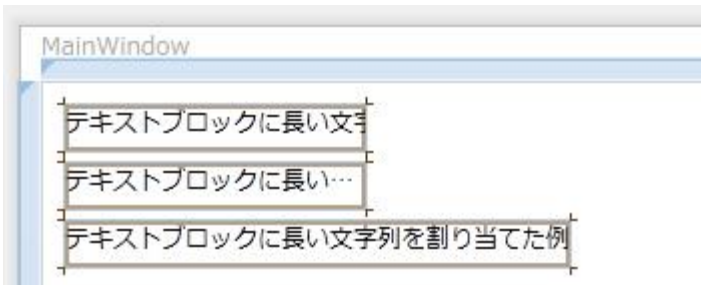 MainWindow
テキストブロックに長い文字
テキストブロックに長い…
テキストブロックに長い文字列を割り当てた例